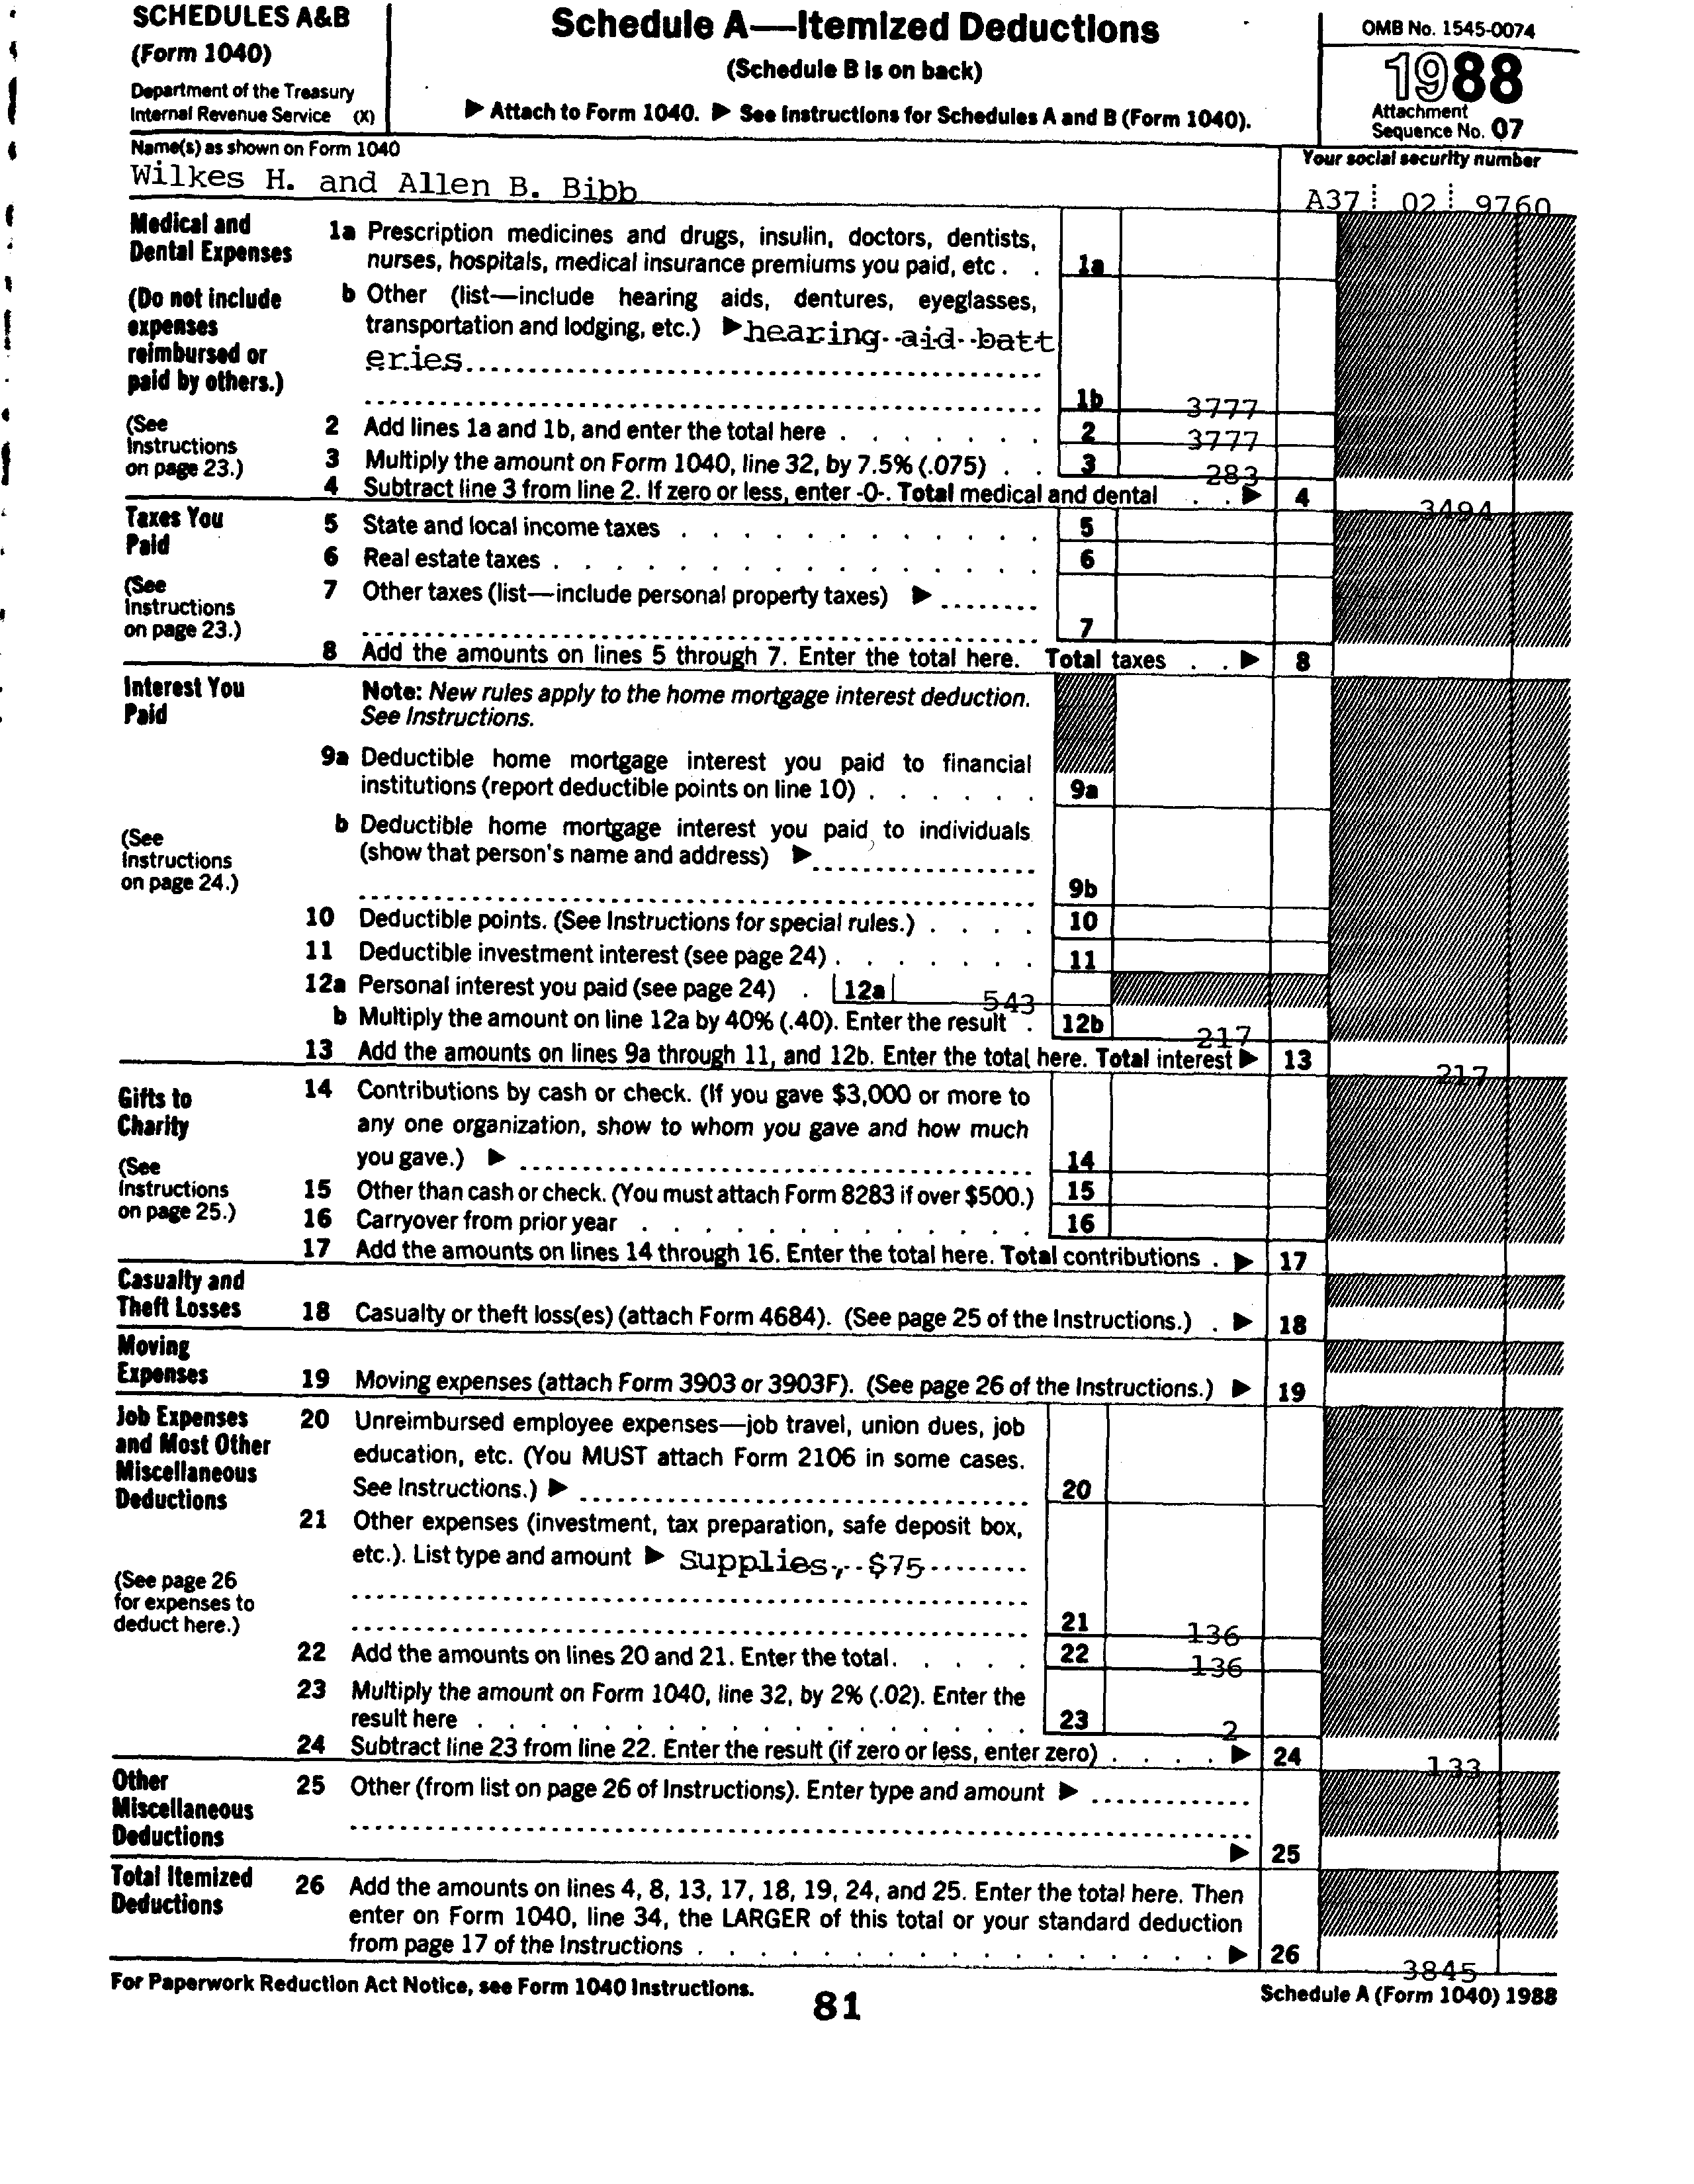 SCHEDULES A&B
(Form 1040)
Department of the Treasury
Internal Revenue Service (X)
Schedule A—Itemized Deductions
(Schedule B is on back)
▶ Attach to Form 1040. ▶ See Instructions for Schedules A and B (Form 1040).
OMB No. 1545-0074
1988
Attachment
Sequence No. 07
Name(s) as shown on Form 1040
Wilkes H. and Allen B. Bibb
Your social security number
A37 02 9760
Medical and
Dental Expenses
(Do not include
expenses
reimbursed or
paid by others.)
(See
Instructions
on page 23.)
1a Prescription medicines and drugs, insulin, doctors, dentists,
nurses, hospitals, medical insurance premiums you paid, etc . . 1a
b Other (list—include hearing aids, dentures, eyeglasses,
transportation and lodging, etc.) ▶ hearing aid batt
eries
1b 3777
2 Add lines 1a and 1b, and enter the total here . . . . . . . 2 3777
3 Multiply the amount on Form 1040, line 32, by 7.5% (.075) . . 3 283
4 Subtract line 3 from line 2. If zero or less, enter -0-. Total medical and dental . . ▶ 4 3494
Taxes You
Paid
(See
Instructions
on page 23.)
5 State and local income taxes . . . . . . . . . . . 5
6 Real estate taxes . . . . . . . . . . . . . . . 6
7 Other taxes (list—include personal property taxes) ▶
7
8 Add the amounts on lines 5 through 7. Enter the total here. Total taxes . . ▶ 8
Interest You
Paid
(See
Instructions
on page 24.)
Note: New rules apply to the home mortgage interest deduction.
See Instructions.
9a Deductible home mortgage interest you paid to financial
institutions (report deductible points on line 10) . . . . . . 9a
b Deductible home mortgage interest you paid to individuals
(show that person's name and address) ▶
9b
10 Deductible points. (See Instructions for special rules.) . . . . 10
11 Deductible investment interest (see page 24) . . . . . . . 11
12a Personal interest you paid (see page 24) . 12a 543
b Multiply the amount on line 12a by 40% (.40). Enter the result . 12b 217
13 Add the amounts on lines 9a through 11, and 12b. Enter the total here. Total interest ▶ 13 217
Gifts to
Charity
(See
Instructions
on page 25.)
14 Contributions by cash or check. (If you gave $3,000 or more to
any one organization, show to whom you gave and how much
you gave.) ▶ 14
15 Other than cash or check. (You must attach Form 8283 if over $500.) 15
16 Carryover from prior year . . . . . . . . . . . . 16
17 Add the amounts on lines 14 through 16. Enter the total here. Total contributions . ▶ 17
Casualty and
Theft Losses
18 Casualty or theft loss(es) (attach Form 4684). (See page 25 of the Instructions.) . ▶ 18
Moving
Expenses
19 Moving expenses (attach Form 3903 or 3903F). (See page 26 of the Instructions.) ▶ 19
Job Expenses
and Most Other
Miscellaneous
Deductions
(See page 26
for expenses to
deduct here.)
20 Unreimbursed employee expenses—job travel, union dues, job
education, etc. (You MUST attach Form 2106 in some cases.
See Instructions.) ▶ 20
21 Other expenses (investment, tax preparation, safe deposit box,
etc.). List type and amount ▶ Supplies, $75
21 136
22 Add the amounts on lines 20 and 21. Enter the total. . . . . 22 136
23 Multiply the amount on Form 1040, line 32, by 2% (.02). Enter the
result here . . . . . . . . . . . . . . . . . 23 2
24 Subtract line 23 from line 22. Enter the result (if zero or less, enter zero) . . . . ▶ 24 133
Other
Miscellaneous
Deductions
25 Other (from list on page 26 of Instructions). Enter type and amount ▶
▶ 25
Total Itemized
Deductions
26 Add the amounts on lines 4, 8, 13, 17, 18, 19, 24, and 25. Enter the total here. Then
enter on Form 1040, line 34, the LARGER of this total or your standard deduction
from page 17 of the Instructions . . . . . . . . . . . . . . . . ▶ 26 3845
For Paperwork Reduction Act Notice, see Form 1040 Instructions.
81
Schedule A (Form 1040) 1988